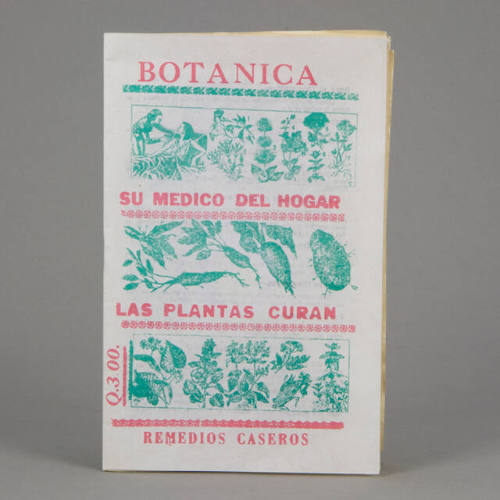 BOTANICA
SU MEDICO DEL HOGAR
LAS PLANTAS CURAN
Q.3 00.
REMEDIOS CASEROS